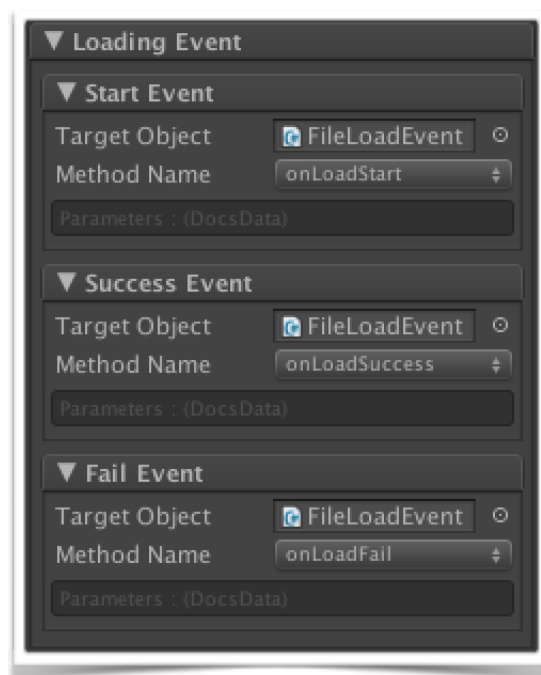 ▼ Loading Event
▼ Start Event
Target Object FileLoadEvent
Method Name onLoadStart
Parameters : (DocsData)
▼ Success Event
Target Object FileLoadEvent
Method Name onLoadSuccess
Parameters : (DocsData)
▼ Fail Event
Target Object FileLoadEvent
Method Name onLoadFail
Parameters : (DocsData)